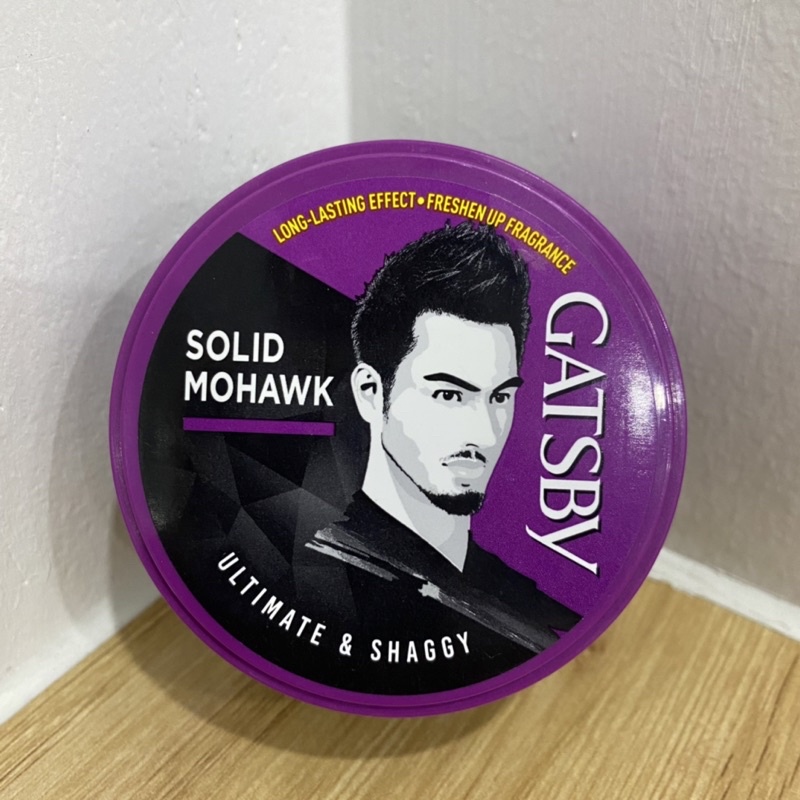 LONG-LASTING EFFECT•FRESHEN UP FRAGRANCE
SOLID
MOHAWK
GATSBY
ULTIMATE & SHAGGY